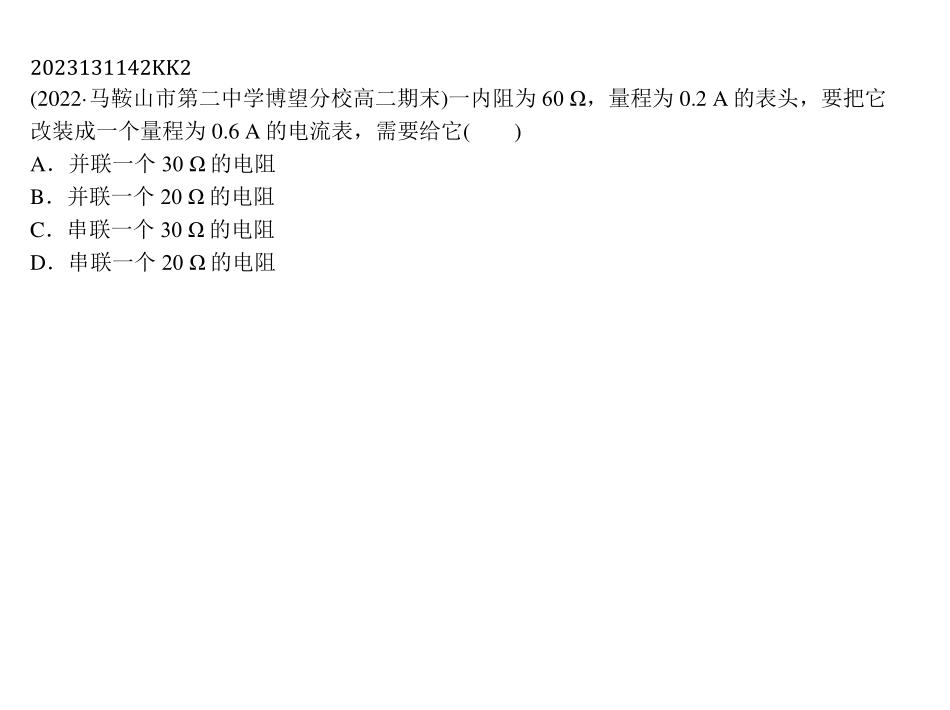 2023131142KK2
(2022·马鞍山市第二中学博望分校高二期末)一内阻为 60 Ω，量程为 0.2 A 的表头，要把它
改装成一个量程为 0.6 A 的电流表，需要给它(　　)
A．并联一个 30 Ω 的电阻
B．并联一个 20 Ω 的电阻
C．串联一个 30 Ω 的电阻
D．串联一个 20 Ω 的电阻